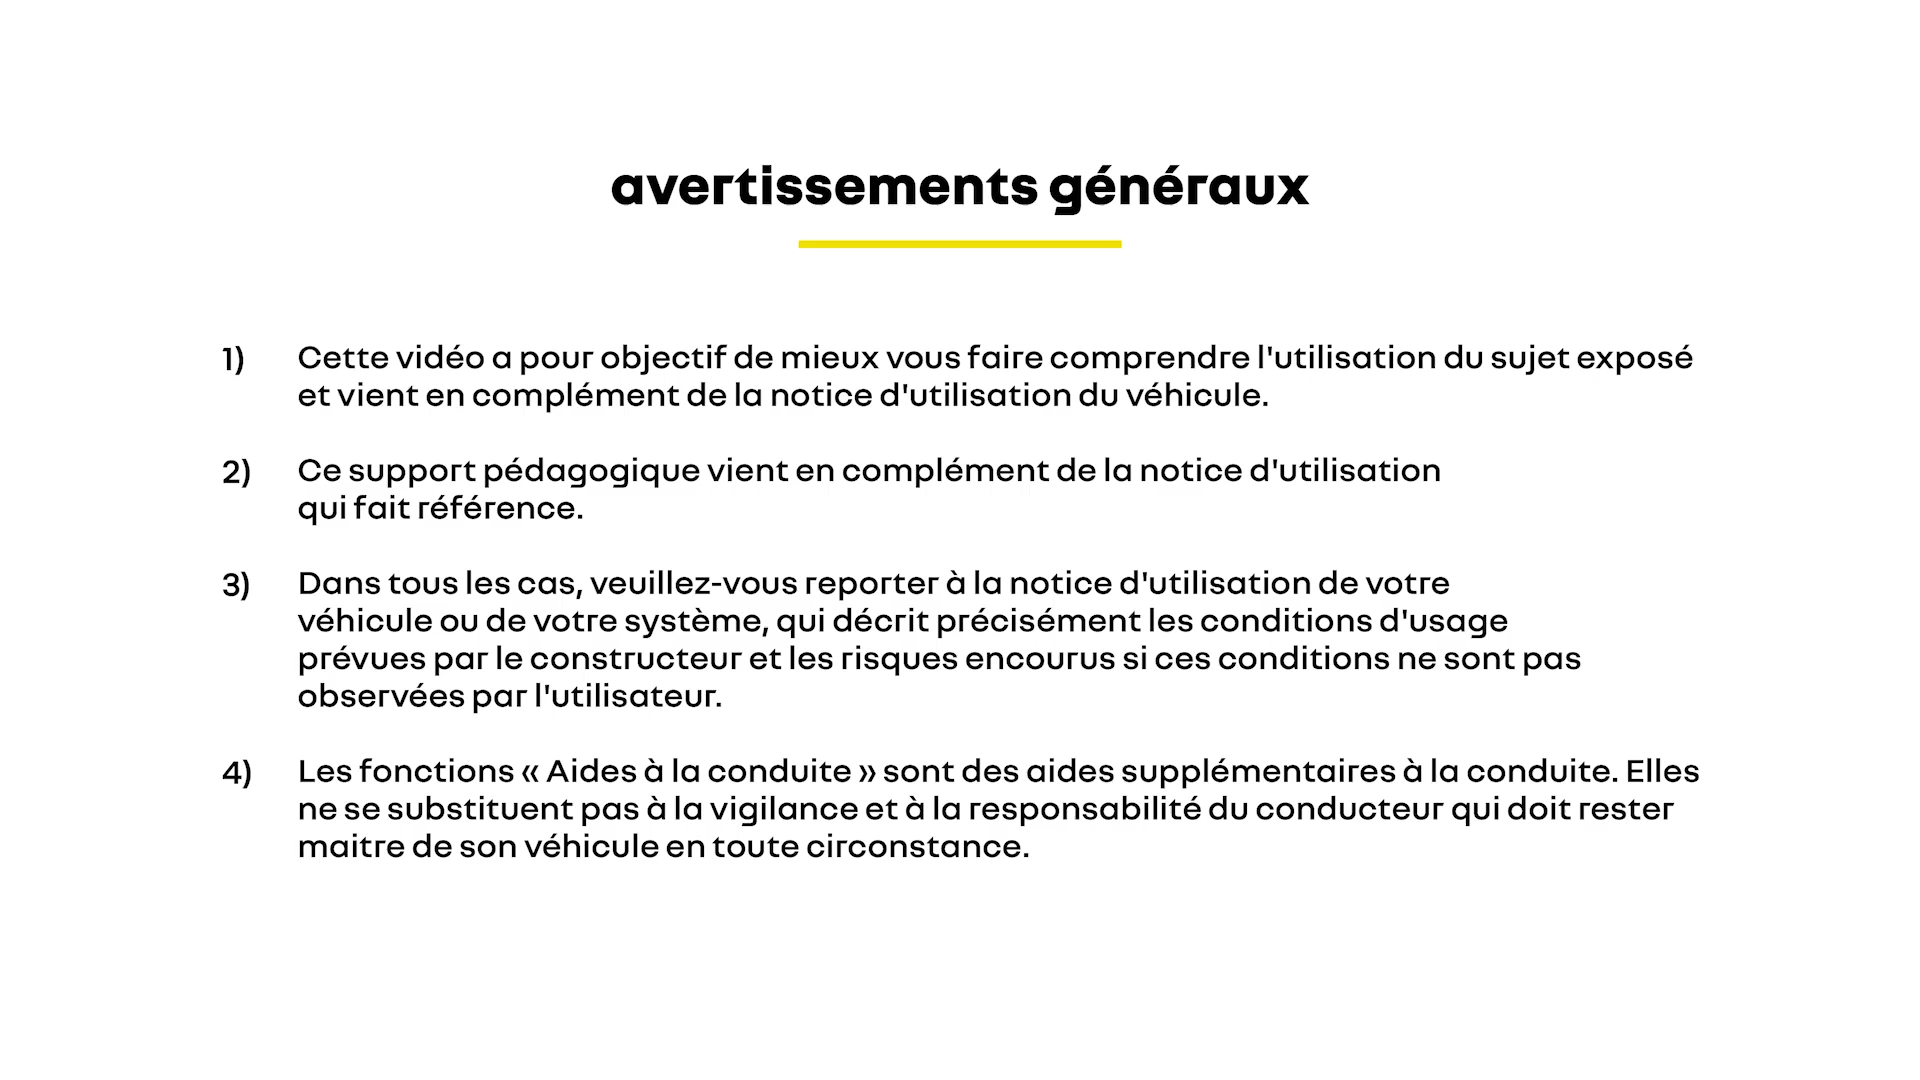 avertissements généraux
1) Cette vidéo a pour objectif de mieux vous faire comprendre l'utilisation du sujet exposé
et vient en complément de la notice d'utilisation du véhicule.
2) Ce support pédagogique vient en complément de la notice d'utilisation
qui fait référence.
3) Dans tous les cas, veuillez-vous reporter à la notice d'utilisation de votre
véhicule ou de votre système, qui décrit précisément les conditions d'usage
prévues par le constructeur et les risques encourus si ces conditions ne sont pas
observées par l'utilisateur.
4) Les fonctions « Aides à la conduite » sont des aides supplémentaires à la conduite. Elles
ne se substituent pas à la vigilance et à la responsabilité du conducteur qui doit rester
maitre de son véhicule en toute circonstance.